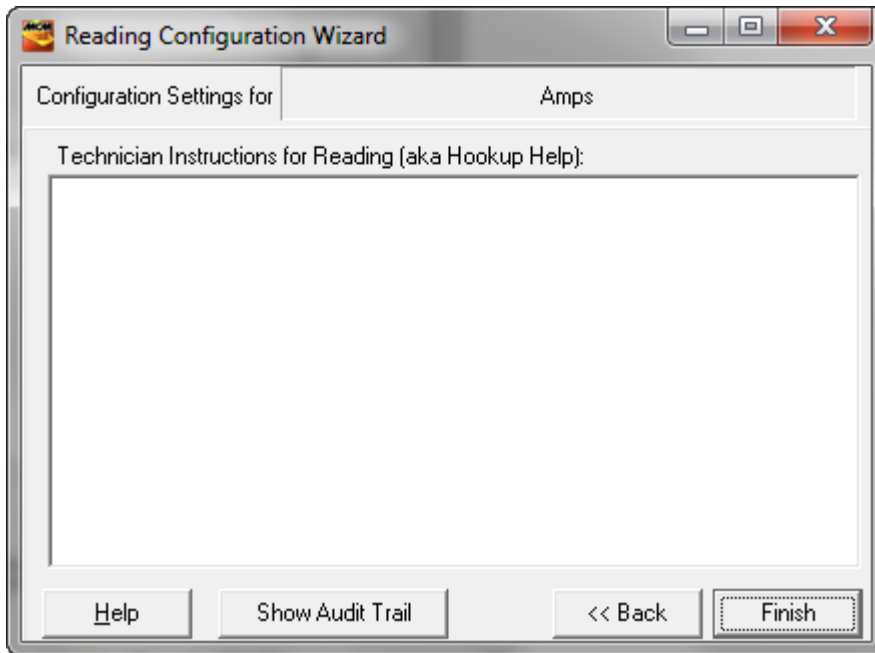 MCM
Reading Configuration Wizard
Configuration Settings for Amps
Technician Instructions for Reading (aka Hookup Help):
Help Show Audit Trail << Back Finish